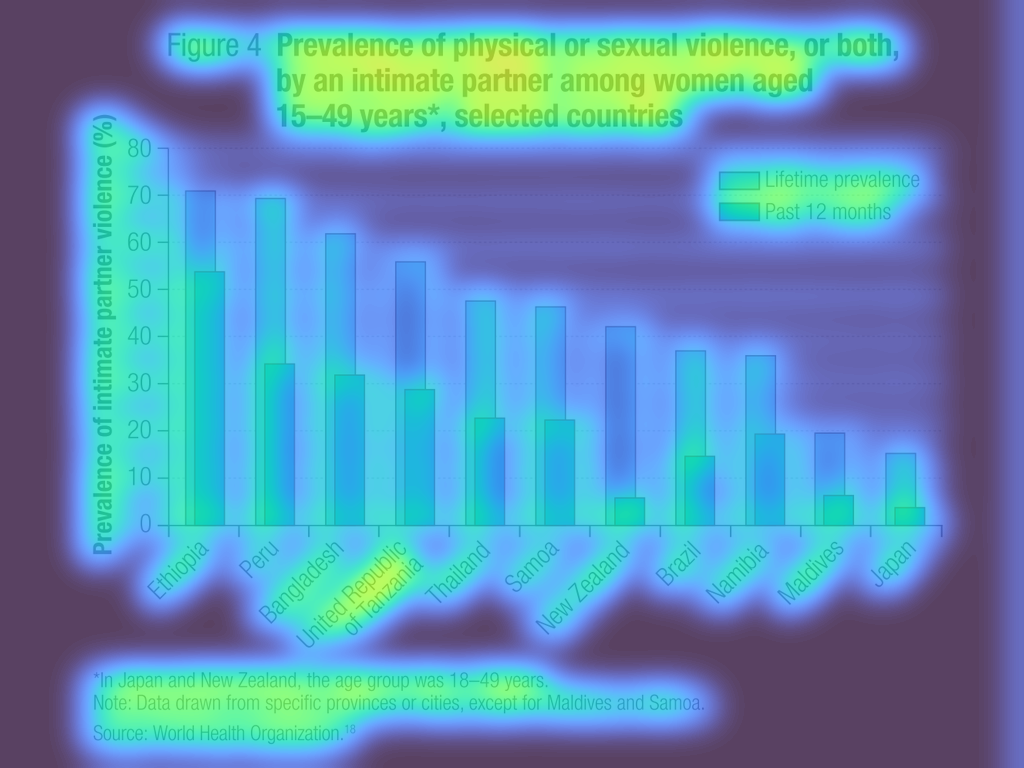 Figure 4 Prevalence of physical or sexual violence, or both,
by an intimate partner among women aged
15–49 years*, selected countries
Prevalence of intimate partner violence (%)
80
70
60
50
40
30
20
10
0
Lifetime prevalence
Past 12 months
Ethiopia
Peru
Bangladesh
United Republic
of Tanzania
Thailand
Samoa
New Zealand
Brazil
Namibia
Maldives
Japan
*In Japan and New Zealand, the age group was 18–49 years.
Note: Data drawn from specific provinces or cities, except for Maldives and Samoa.
Source: World Health Organization.18